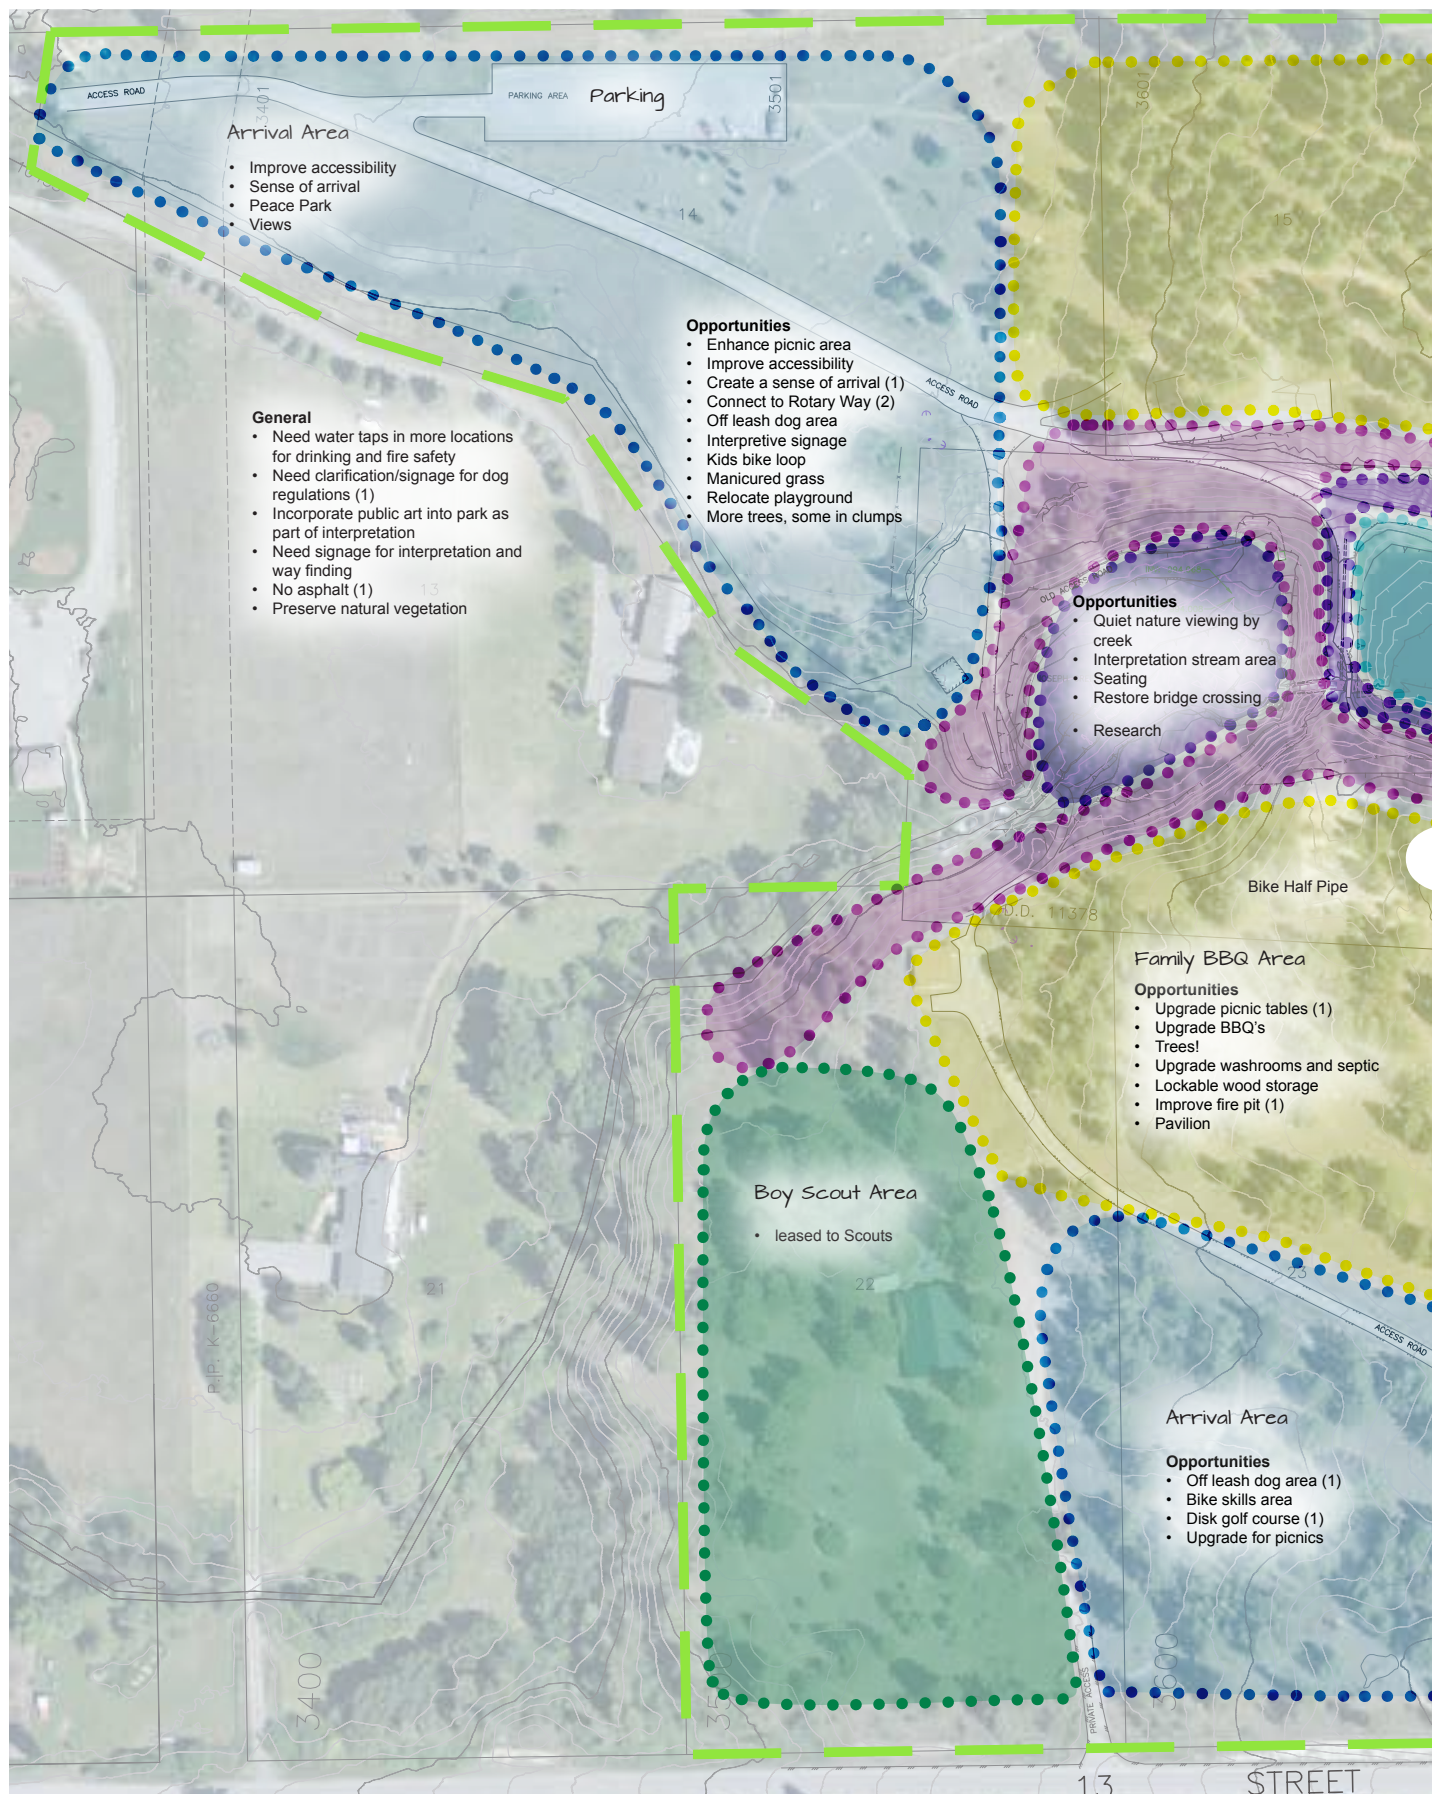 ACCESS ROAD
3401
PARKING AREA
Parking
3501
3601
Arrival Area
• Improve accessibility
• Sense of arrival
• Peace Park
• Views
14
15
Opportunities
• Enhance picnic area
• Improve accessibility
• Create a sense of arrival (1)
• Connect to Rotary Way (2)
• Off leash dog area
• Interpretive signage
• Kids bike loop
• Manicured grass
• Relocate playground
• More trees, some in clumps
ACCESS ROAD
General
• Need water taps in more locations
for drinking and fire safety
• Need clarification/signage for dog
regulations (1)
• Incorporate public art into park as
part of interpretation
• Need signage for interpretation and
way finding
• No asphalt (1)
• Preserve natural vegetation
13
OLD ACCESS ROAD
Opportunities
• Quiet nature viewing by
creek
• Interpretation stream area
• Seating
• Restore bridge crossing
• Research
Bike Half Pipe
D.D. 11378
Family BBQ Area
Opportunities
• Upgrade picnic tables (1)
• Upgrade BBQ's
• Trees!
• Upgrade washrooms and septic
• Lockable wood storage
• Improve fire pit (1)
• Pavilion
Boy Scout Area
• leased to Scouts
22
21
23
R.P. K-6660
ACCESS ROAD
Arrival Area
Opportunities
• Off leash dog area (1)
• Bike skills area
• Disk golf course (1)
• Upgrade for picnics
3400
3500
3600
PRIVATE ACCESS
13 STREET